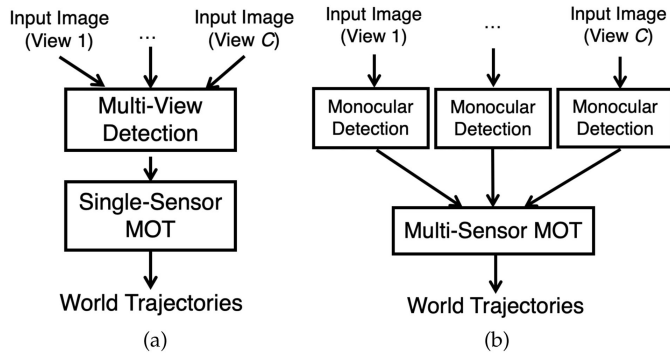 Input Image
(View 1)
...
Input Image
(View C)
Multi-View
Detection
Single-Sensor
MOT
World Trajectories
(a)
Input Image
(View 1)
...
Input Image
(View C)
Monocular
Detection
Monocular
Detection
Monocular
Detection
Multi-Sensor MOT
World Trajectories
(b)